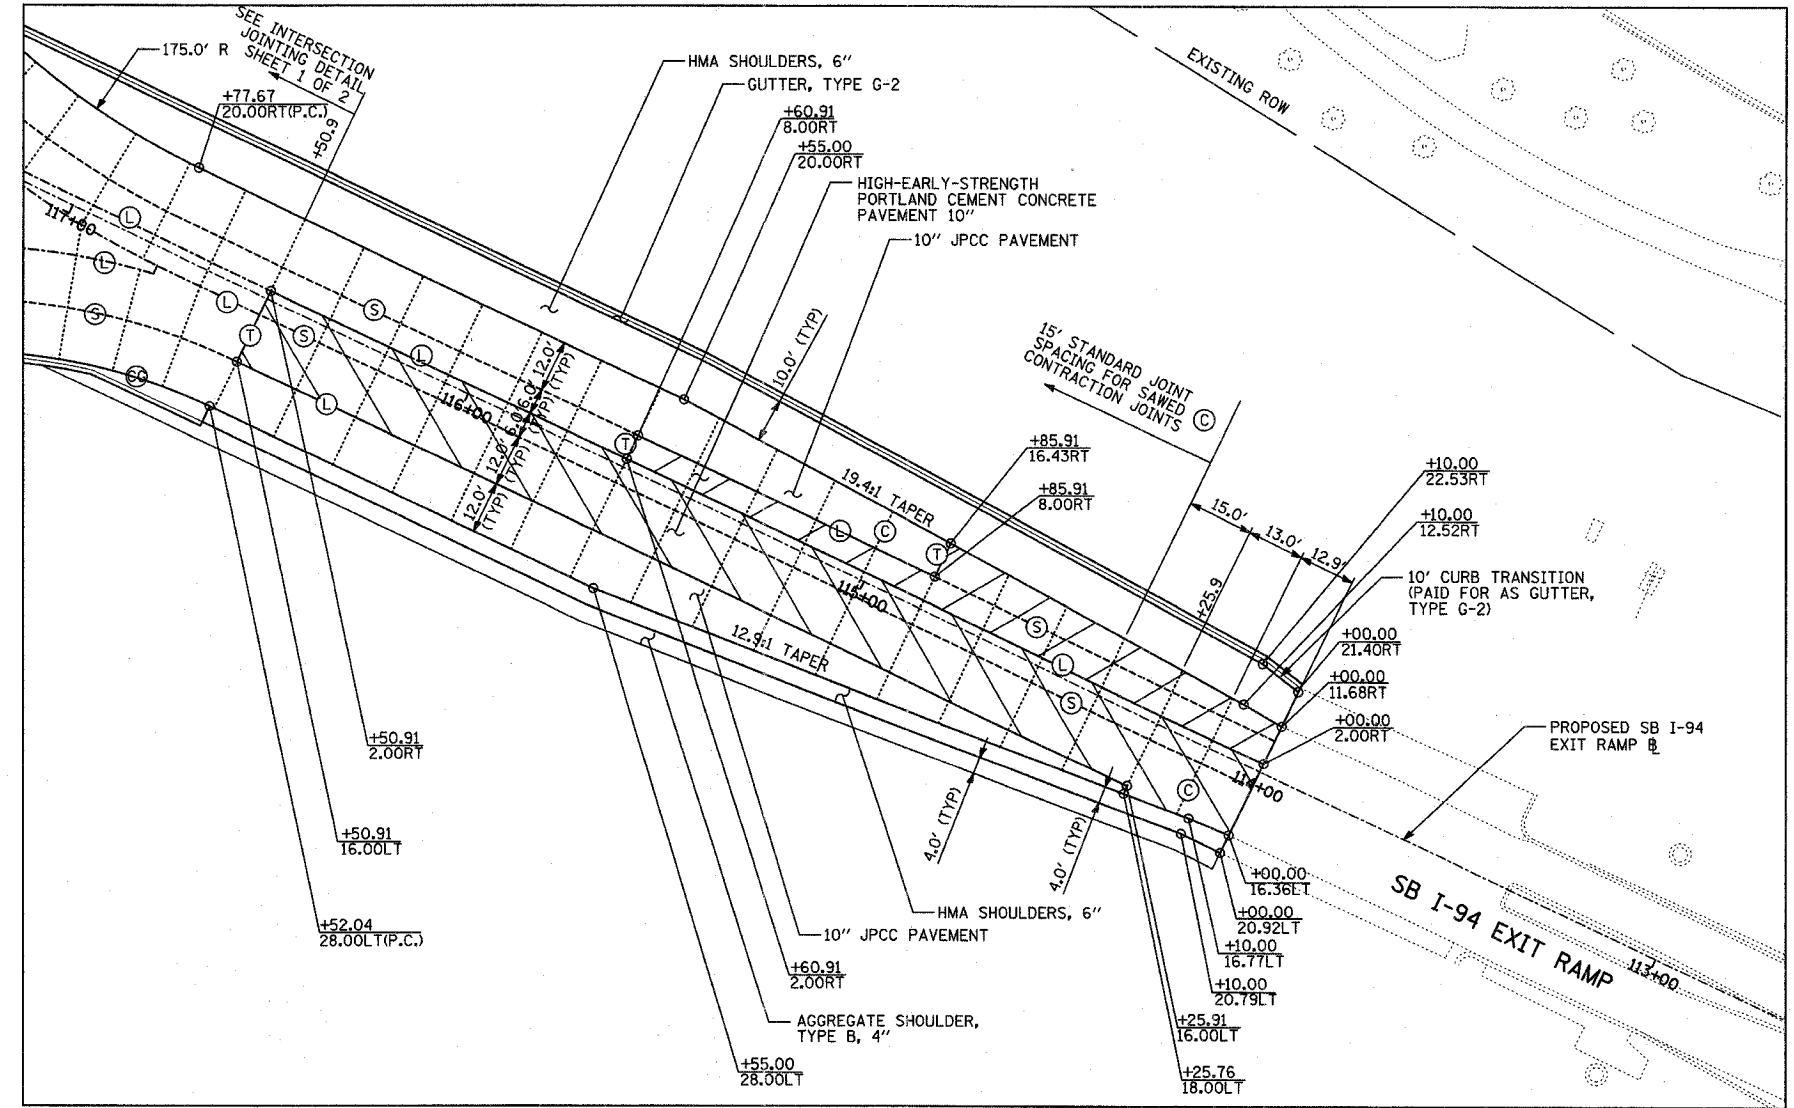 SEE INTERSECTION
JOINTING DETAIL
SHEET 1 OF 2
175.0' R
+77.67
20.00RT(P.C.)
+50.9
HMA SHOULDERS, 6"
GUTTER, TYPE G-2
+60.91
8.00RT
+55.00
20.00RT
HIGH-EARLY-STRENGTH
PORTLAND CEMENT CONCRETE
PAVEMENT 10"
10" JPCC PAVEMENT
EXISTING ROW
117+00
L
L
S
L
S
S
T
L
CG
L
12.0'
(TYP)
6.0'
(TYP)
6.0'
12.0'
(TYP)
12.0'
(TYP)
116+00
10.0' (TYP)
T
15' STANDARD JOINT
SPACING FOR SAWED
CONTRACTION JOINTS
C
+85.91
16.43RT
+85.91
8.00RT
19.4:1 TAPER
L
C
T
115+00
12.9:1 TAPER
15.0'
13.0'
12.9'
+25.9
+10.00
22.53RT
+10.00
12.52RT
10' CURB TRANSITION
(PAID FOR AS GUTTER,
TYPE G-2)
+00.00
21.40RT
+00.00
11.68RT
+00.00
2.00RT
S
L
S
C
114+00
PROPOSED SB I-94
EXIT RAMP B̲L
4.0' (TYP)
4.0' (TYP)
+50.91
2.00RT
+50.91
16.00LT
+52.04
28.00LT(P.C.)
HMA SHOULDERS, 6"
10" JPCC PAVEMENT
+60.91
2.00RT
AGGREGATE SHOULDER,
TYPE B, 4"
+55.00
28.00LT
+00.00
16.36LT
+00.00
20.92LT
+10.00
16.77LT
+10.00
20.79LT
+25.91
16.00LT
+25.76
18.00LT
SB I-94 EXIT RAMP
113+00